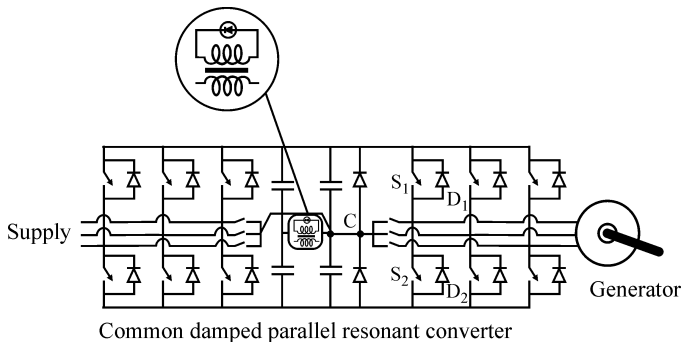 S1
D1
C
Supply
S2
D2
Generator
Common damped parallel resonant converter